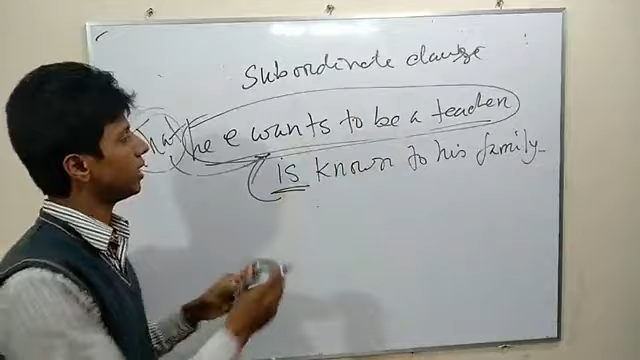 Subordinate clause
That he e wants to be a teacher
is known to his family.